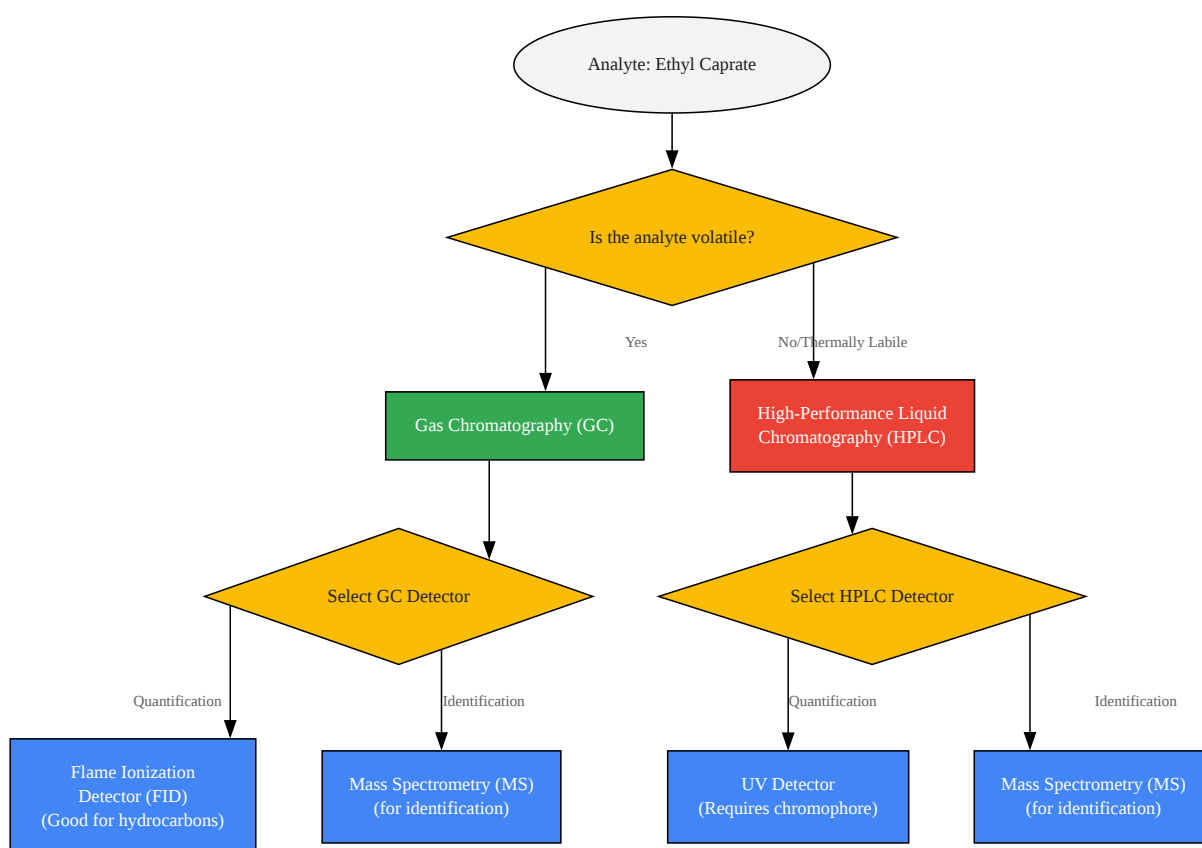 Analyte: Ethyl Caprate
Is the analyte volatile?
Yes
No/Thermally Labile
Gas Chromatography (GC)
High-Performance Liquid
Chromatography (HPLC)
Select GC Detector
Select HPLC Detector
Quantification
Identification
Quantification
Identification
Flame Ionization
Detector (FID)
(Good for hydrocarbons)
Mass Spectrometry (MS)
(for identification)
UV Detector
(Requires chromophore)
Mass Spectrometry (MS)
(for identification)